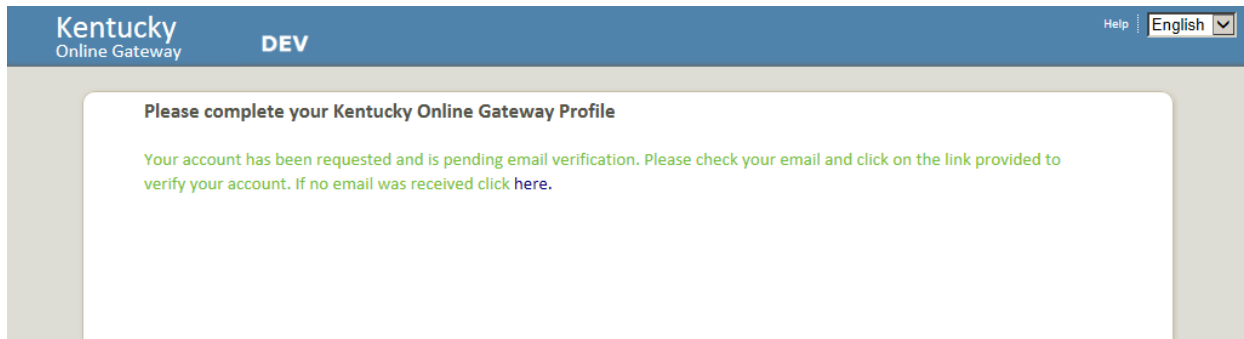 Kentucky
Online Gateway
DEV
Help
English
Please complete your Kentucky Online Gateway Profile
Your account has been requested and is pending email verification. Please check your email and click on the link provided to
verify your account. If no email was received click here.